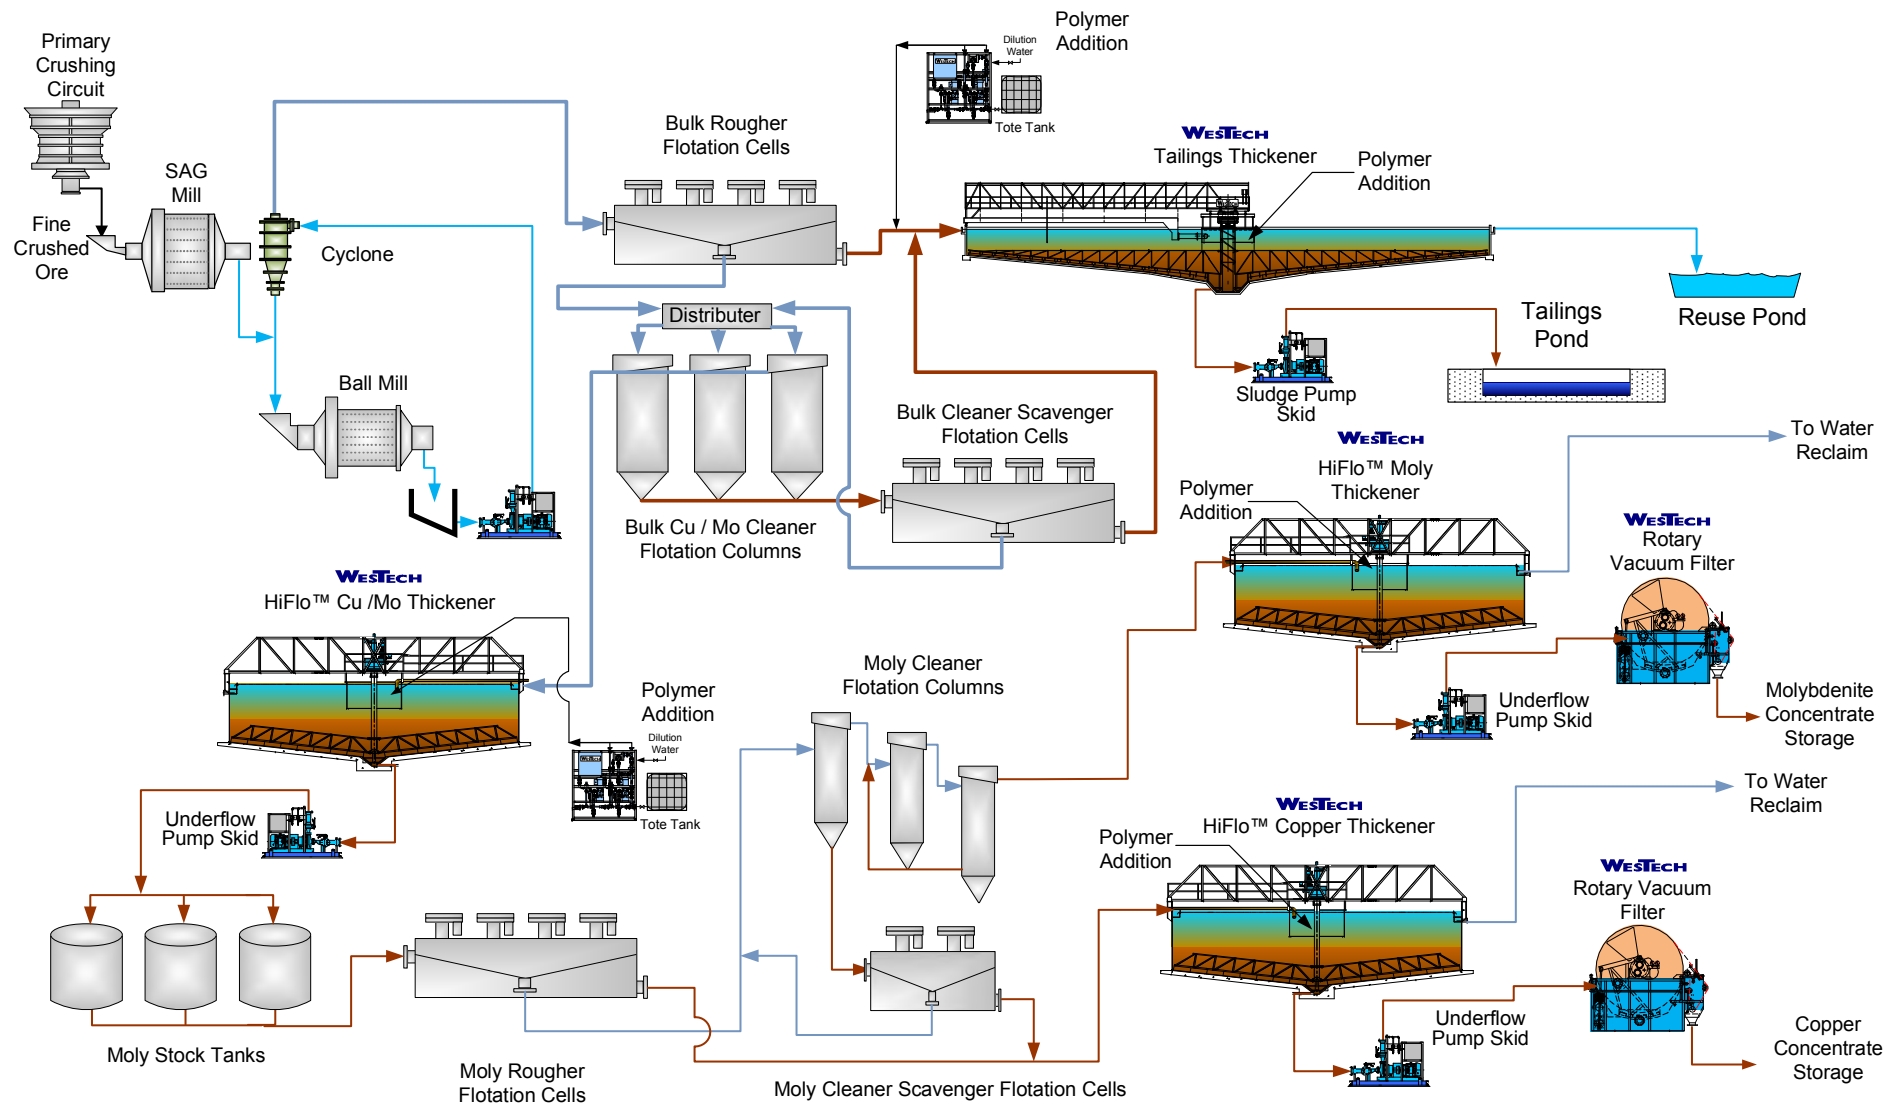 Primary
Crushing
Circuit
SAG
Mill
Fine
Crushed
Ore
Cyclone
Ball Mill
Bulk Rougher
Flotation Cells
Polymer
Addition
Dilution
Water
Tote Tank
WESTECH
Tailings Thickener
Polymer
Addition
Reuse Pond
Tailings
Pond
Sludge Pump
Skid
Distributer
Bulk Cu / Mo Cleaner
Flotation Columns
Bulk Cleaner Scavenger
Flotation Cells
WESTECH
HiFlo™ Moly
Thickener
Polymer
Addition
To Water
Reclaim
WESTECH
Rotary
Vacuum Filter
Underflow
Pump Skid
Molybdenite
Concentrate
Storage
WESTECH
HiFlo™ Cu /Mo Thickener
Polymer
Addition
Dilution
Water
WESTECH
Tote Tank
Underflow
Pump Skid
Moly Cleaner
Flotation Columns
To Water
Reclaim
WESTECH
HiFlo™ Copper Thickener
Polymer
Addition
WESTECH
Rotary Vacuum
Filter
Underflow
Pump Skid
Copper
Concentrate
Storage
Moly Stock Tanks
Moly Rougher
Flotation Cells
Moly Cleaner Scavenger Flotation Cells